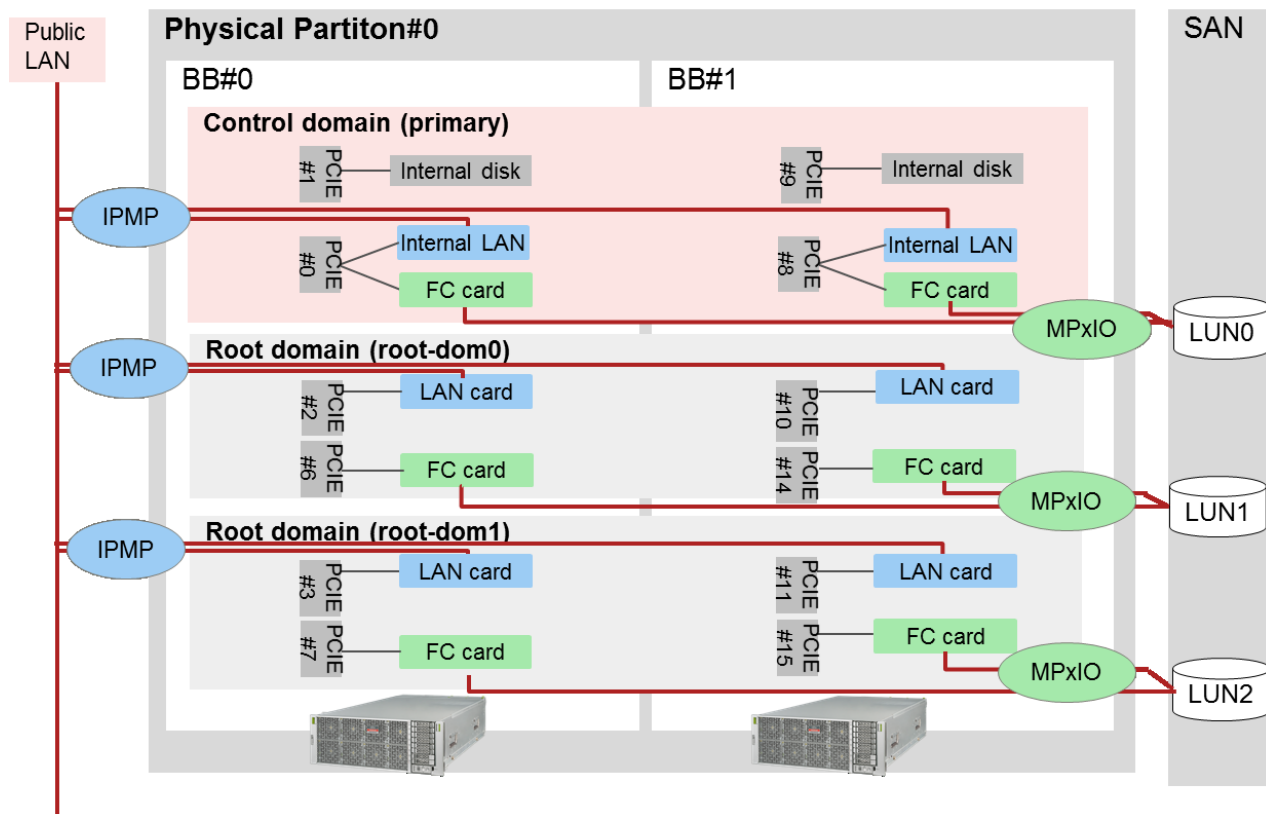 Public
LAN
Physical Partiton#0
SAN
BB#0
BB#1
Control domain (primary)
PCIE
#1
Internal disk
PCIE
#9
Internal disk
IPMP
PCIE
#0
Internal LAN
FC card
PCIE
#8
Internal LAN
FC card
MPxIO
LUN0
Root domain (root-dom0)
IPMP
PCIE
#2
LAN card
PCIE
#10
LAN card
PCIE
#6
FC card
PCIE
#14
FC card
MPxIO
LUN1
Root domain (root-dom1)
IPMP
PCIE
#3
LAN card
PCIE
#11
LAN card
PCIE
#7
FC card
PCIE
#15
FC card
MPxIO
LUN2